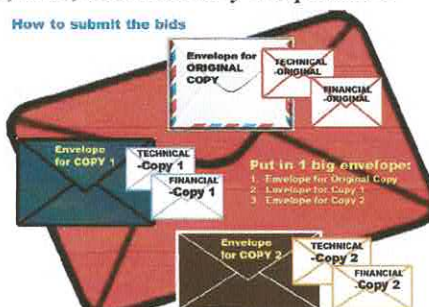 How to submit the bids
Envelope for
ORIGINAL
COPY
TECHNICAL
-ORIGINAL
FINANCIAL
-ORIGINAL
Envelope
for COPY 1
TECHNICAL
-Copy 1
FINANCIAL
-Copy 1
Put in 1 big envelope:
1. Envelope for Original Copy
2. Envelope for Copy 1
3. Envelope for Copy 2
Envelope
for COPY 2
TECHNICAL
-Copy 2
FINANCIAL
-Copy 2